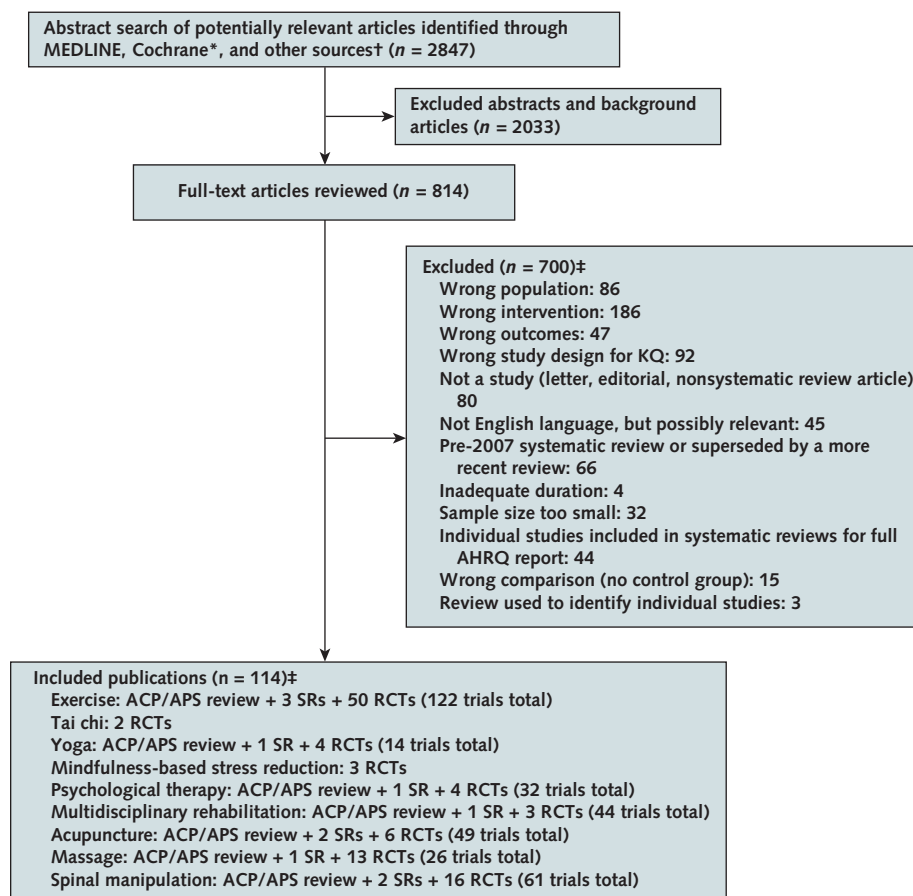 Abstract search of potentially relevant articles identified through
MEDLINE, Cochrane*, and other sources† (n = 2847)
Excluded abstracts and background
articles (n = 2033)
Full-text articles reviewed (n = 814)
Excluded (n = 700)‡
Wrong population: 86
Wrong intervention: 186
Wrong outcomes: 47
Wrong study design for KQ: 92
Not a study (letter, editorial, nonsystematic review article):
80
Not English language, but possibly relevant: 45
Pre-2007 systematic review or superseded by a more
recent review: 66
Inadequate duration: 4
Sample size too small: 32
Individual studies included in systematic reviews for full
AHRQ report: 44
Wrong comparison (no control group): 15
Review used to identify individual studies: 3
Included publications (n = 114)‡
Exercise: ACP/APS review + 3 SRs + 50 RCTs (122 trials total)
Tai chi: 2 RCTs
Yoga: ACP/APS review + 1 SR + 4 RCTs (14 trials total)
Mindfulness-based stress reduction: 3 RCTs
Psychological therapy: ACP/APS review + 1 SR + 4 RCTs (32 trials total)
Multidisciplinary rehabilitation: ACP/APS review + 1 SR + 3 RCTs (44 trials total)
Acupuncture: ACP/APS review + 2 SRs + 6 RCTs (49 trials total)
Massage: ACP/APS review + 1 SR + 13 RCTs (26 trials total)
Spinal manipulation: ACP/APS review + 2 SRs + 16 RCTs (61 trials total)